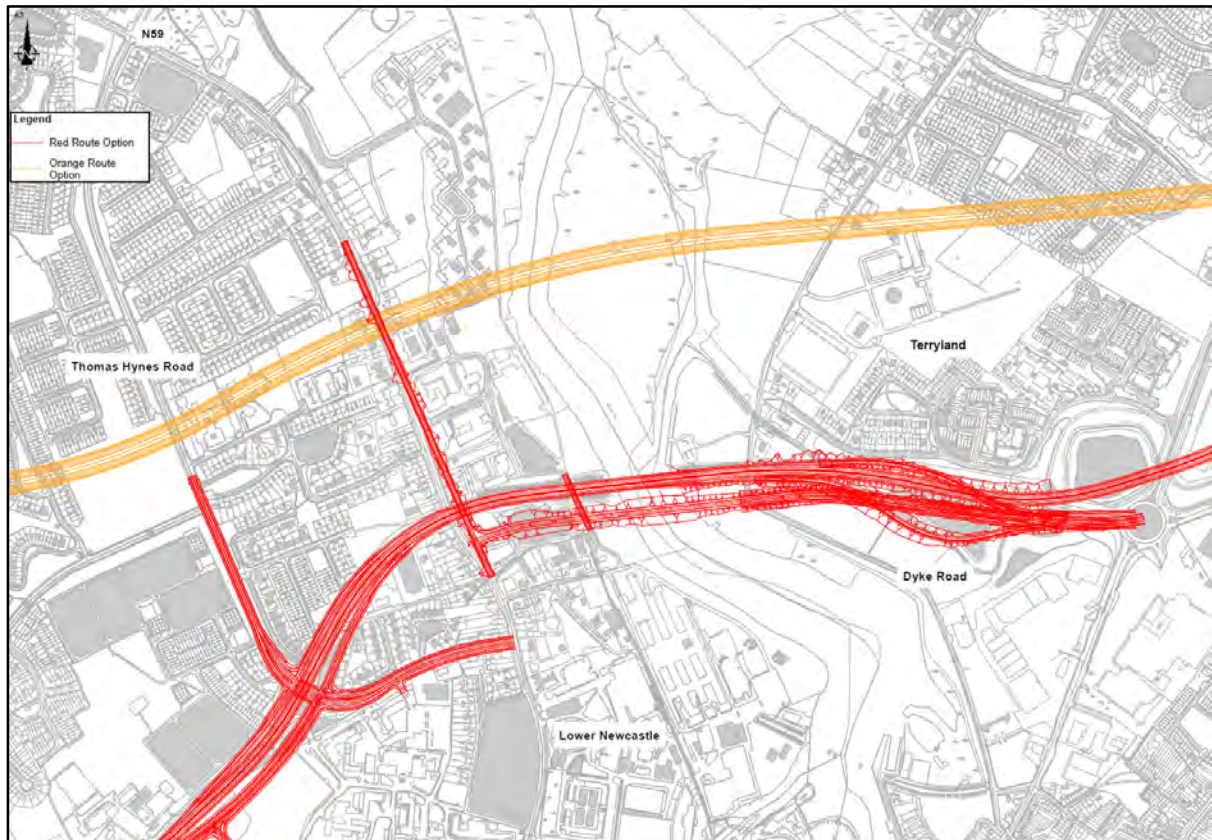 N59
Legend
Red Route Option
Orange Route
Option
Thomas Hynes Road
Terryland
Dyke Road
Lower Newcastle